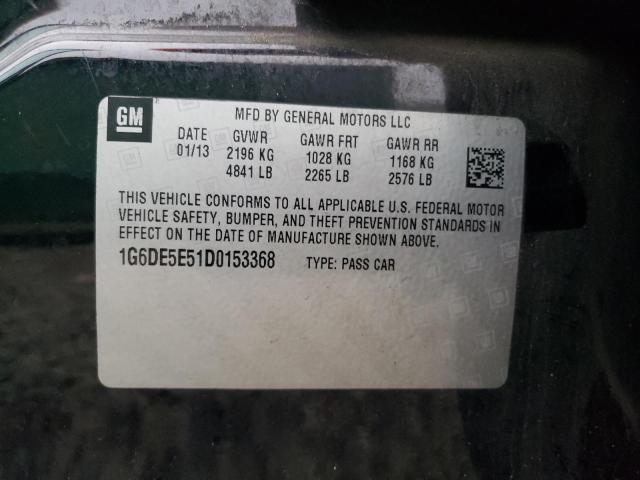 GM
MFD BY GENERAL MOTORS LLC
DATE GVWR GAWR FRT GAWR RR
01/13 2196 KG 1028 KG 1168 KG
4841 LB 2265 LB 2576 LB
THIS VEHICLE CONFORMS TO ALL APPLICABLE U.S. FEDERAL MOTOR
VEHICLE SAFETY, BUMPER, AND THEFT PREVENTION STANDARDS IN
EFFECT ON THE DATE OF MANUFACTURE SHOWN ABOVE.
1G6DE5E51D0153368 TYPE: PASS CAR